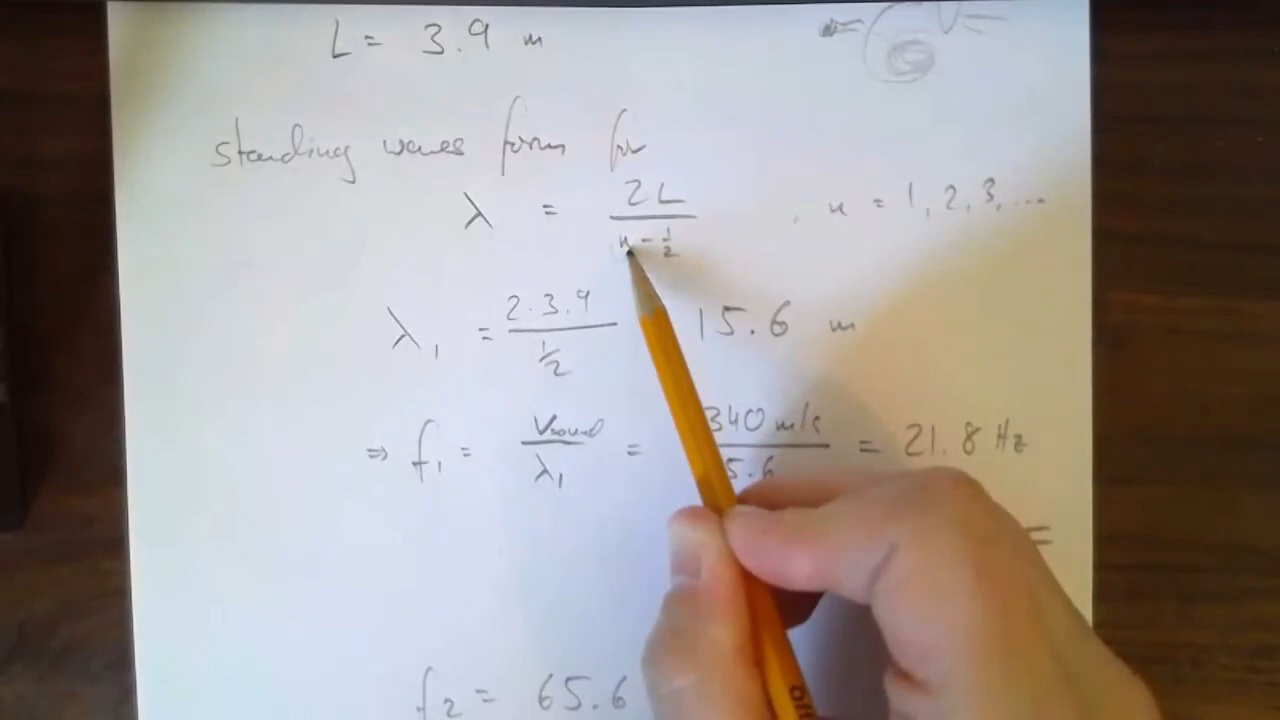 L = 3.9 m
standing waves form for
λ = 2L / (n - 1/2) , n = 1, 2, 3, ...
λ1 = 2·3.9 / 1/2 15.6 m
⇒ f1 = Vsound / λ1 = 340 m/s / 5.6 = 21.8 Hz
=
f2 = 65.6